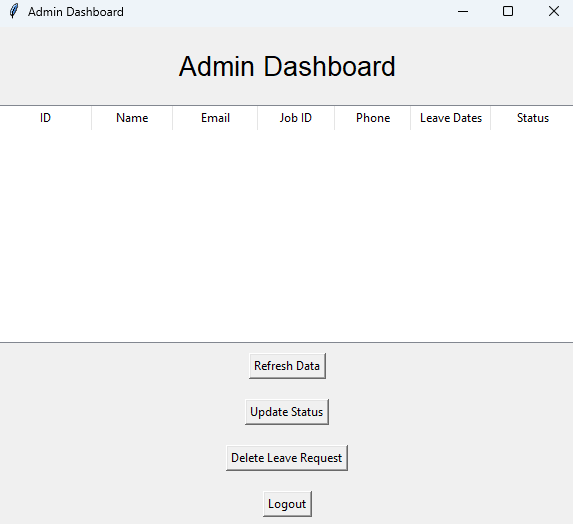 Admin Dashboard
Admin Dashboard
ID Name Email Job ID Phone Leave Dates Status
Refresh Data
Update Status
Delete Leave Request
Logout